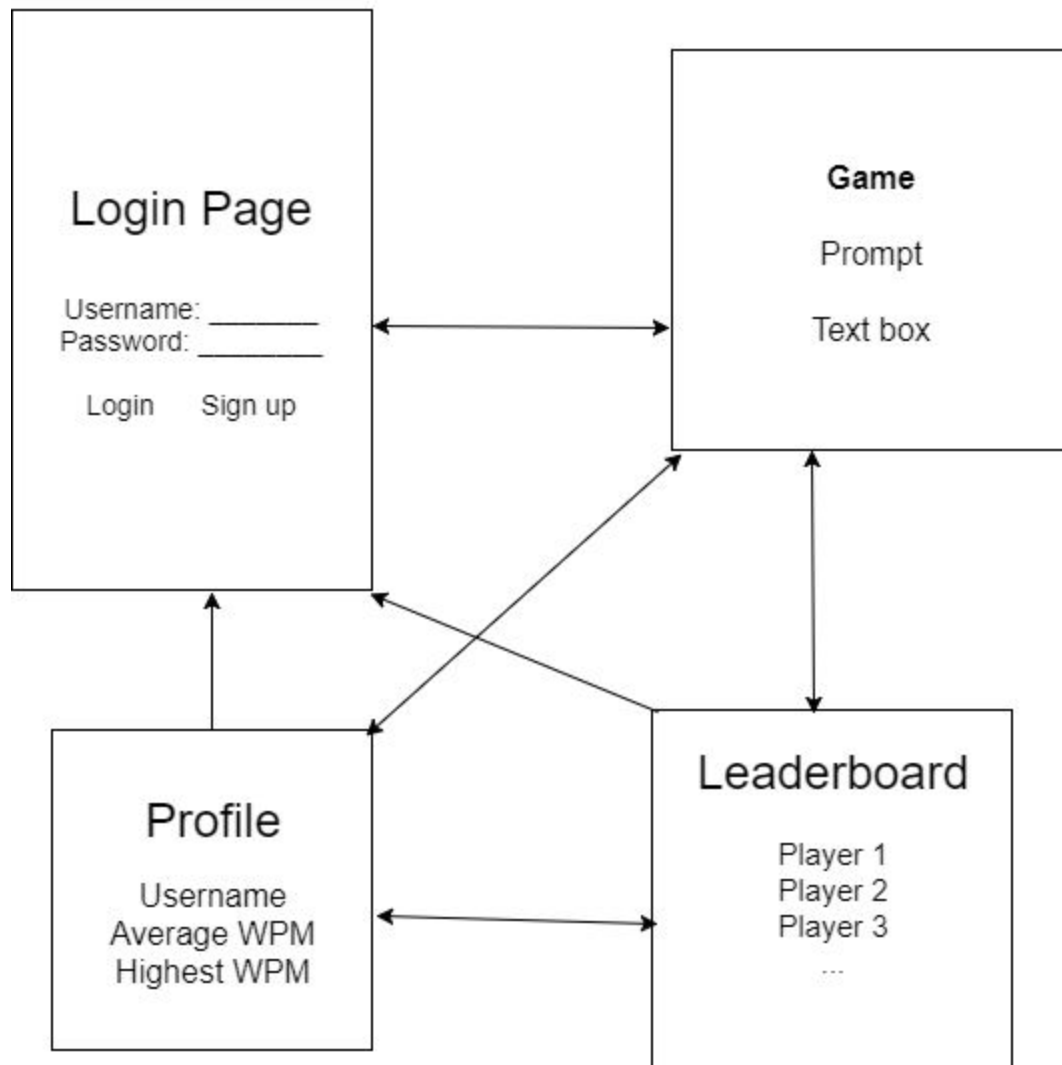 Login Page
Username: _______
Password: ________
Login Sign up
Game
Prompt
Text box
Profile
Username
Average WPM
Highest WPM
Leaderboard
Player 1
Player 2
Player 3
...